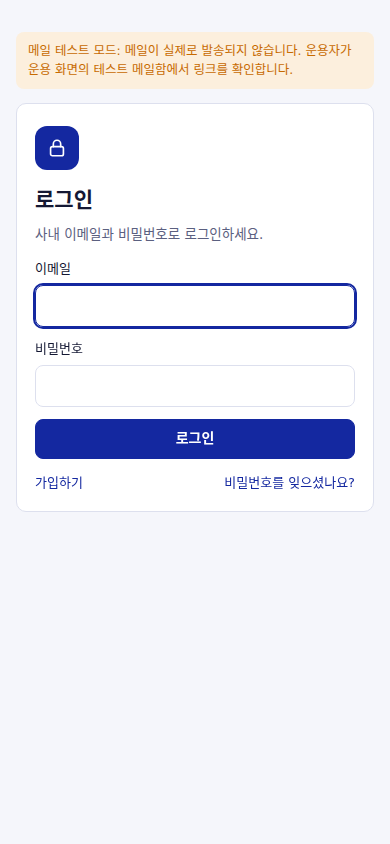 메일 테스트 모드: 메일이 실제로 발송되지 않습니다. 운용자가
운용 화면의 테스트 메일함에서 링크를 확인합니다.
로그인
사내 이메일과 비밀번호로 로그인하세요.
이메일
비밀번호
로그인
가입하기
비밀번호를 잊으셨나요?